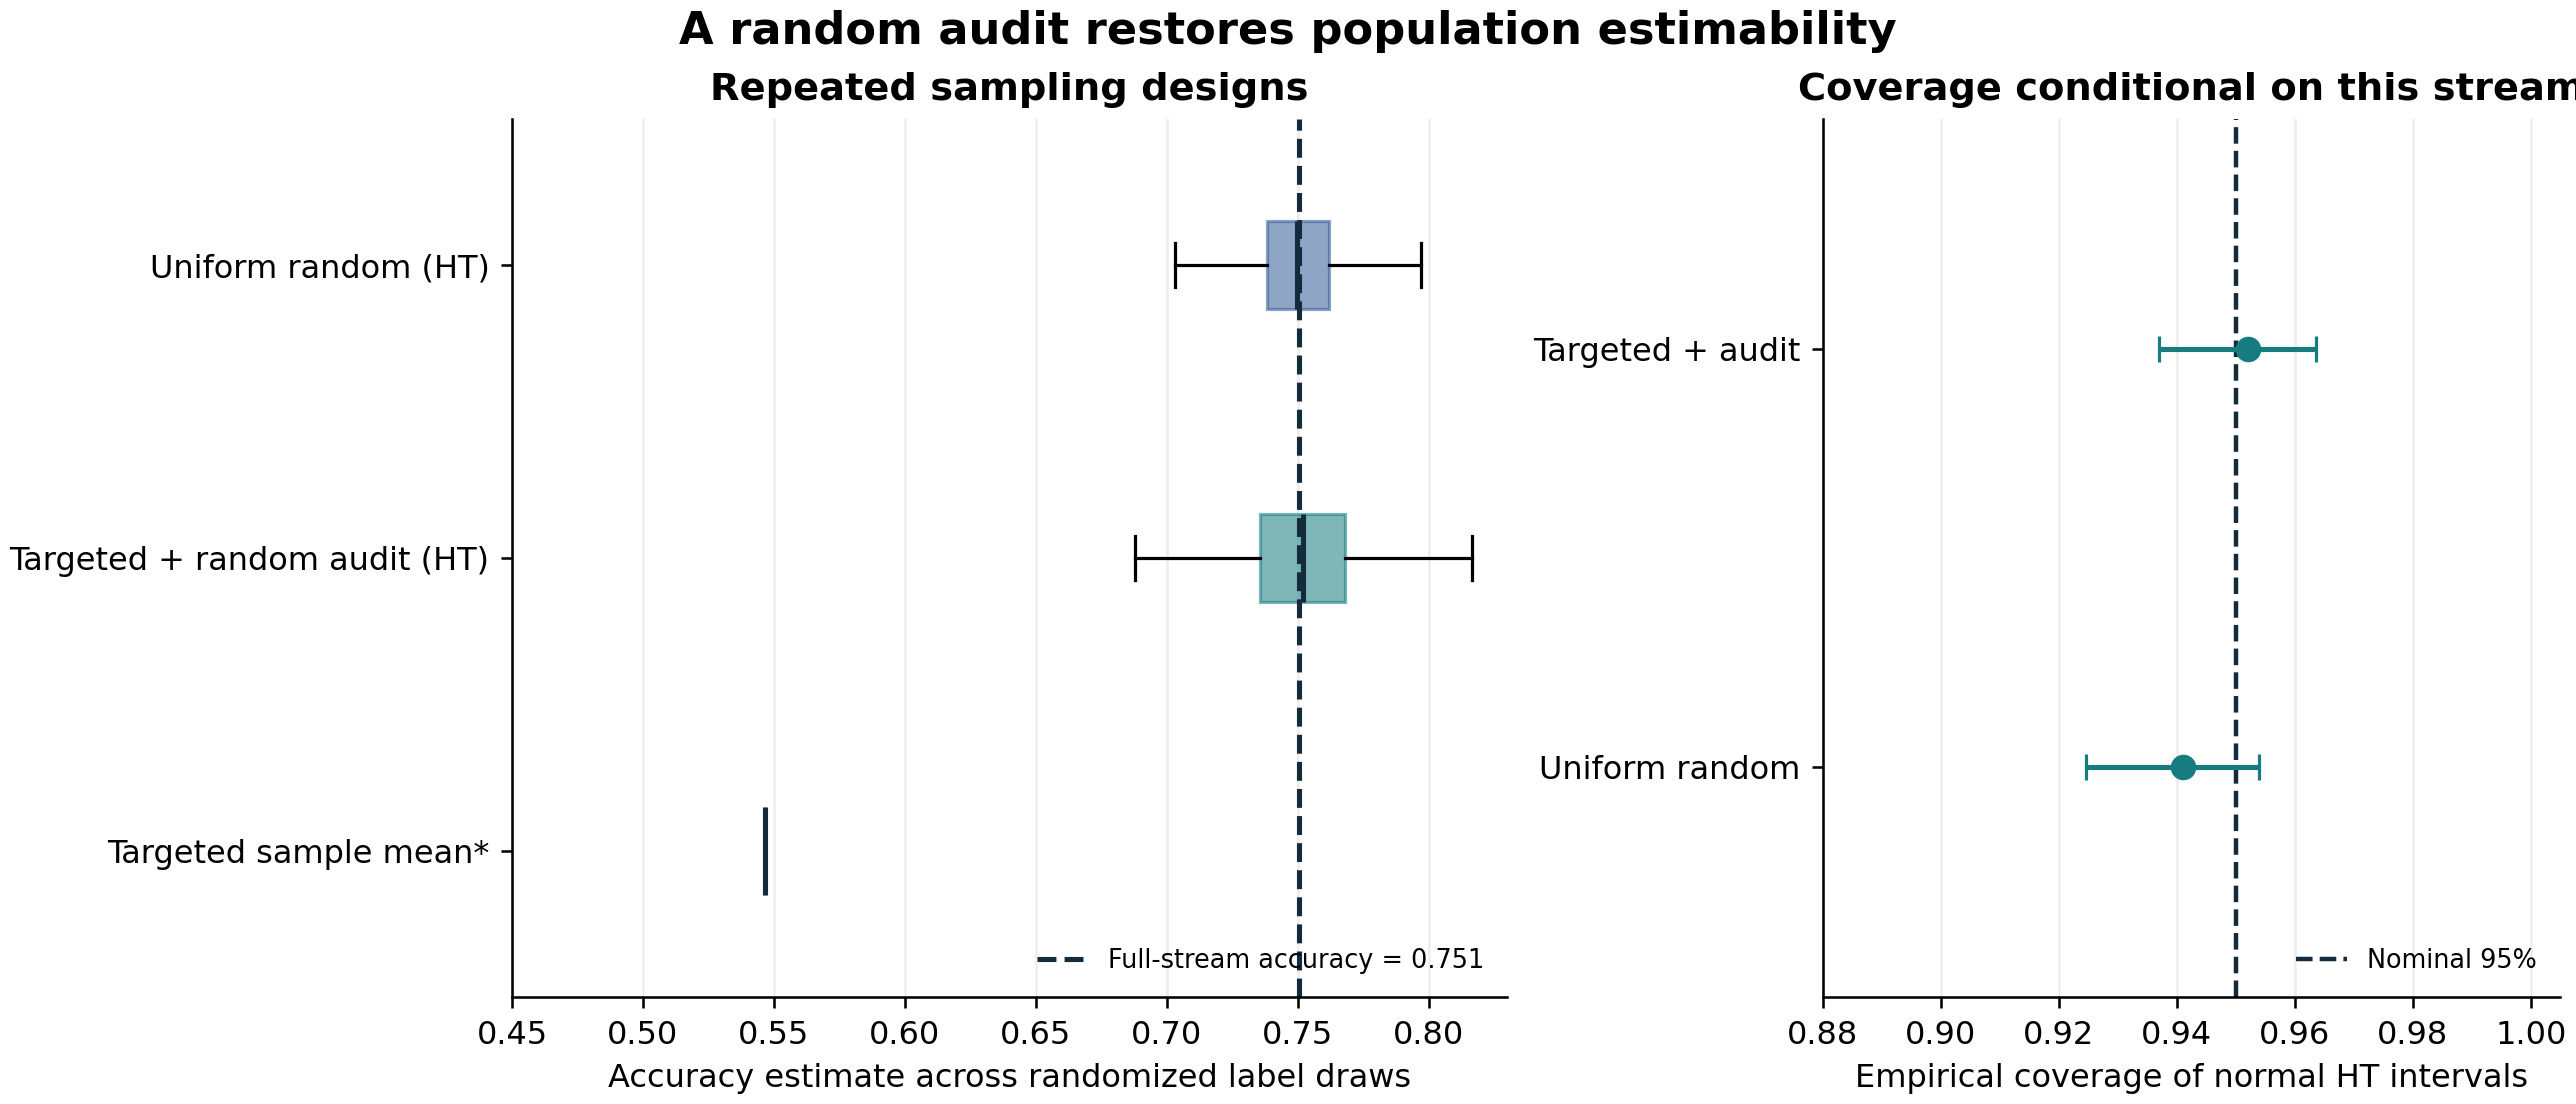 A random audit restores population estimability
Repeated sampling designs
Uniform random (HT)
Targeted + random audit (HT)
Targeted sample mean*
Full-stream accuracy = 0.751
0.45 0.50 0.55 0.60 0.65 0.70 0.75 0.80
Accuracy estimate across randomized label draws
Coverage conditional on this stream
Targeted + audit
Uniform random
Nominal 95%
0.88 0.90 0.92 0.94 0.96 0.98 1.00
Empirical coverage of normal HT intervals